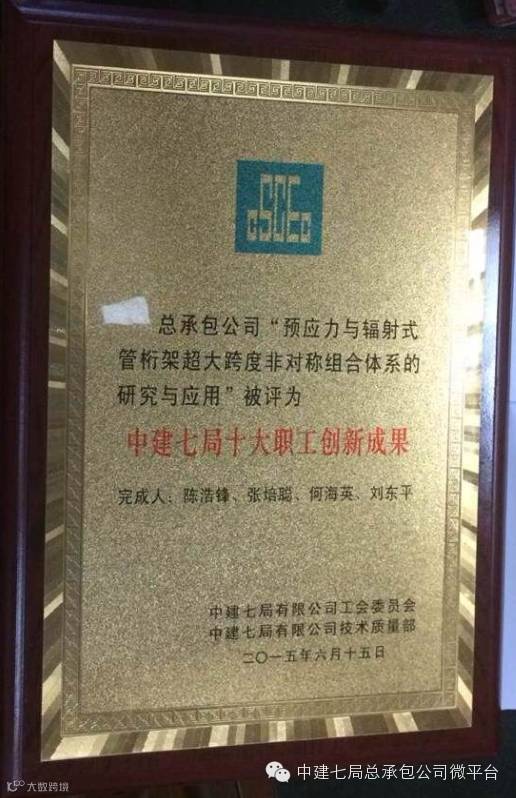 CSCEC
总承包公司“预应力与辐射式
管桁架超大跨度非对称组合体系的
研究与应用”被评为
中建七局十大职工创新成果
完成人：陈浩锋、张培聪、何海英、刘东平
中建七局有限公司工会委员会
中建七局有限公司技术质量部
二〇一五年六月十五日
中建七局总承包公司微平台
大数跨境